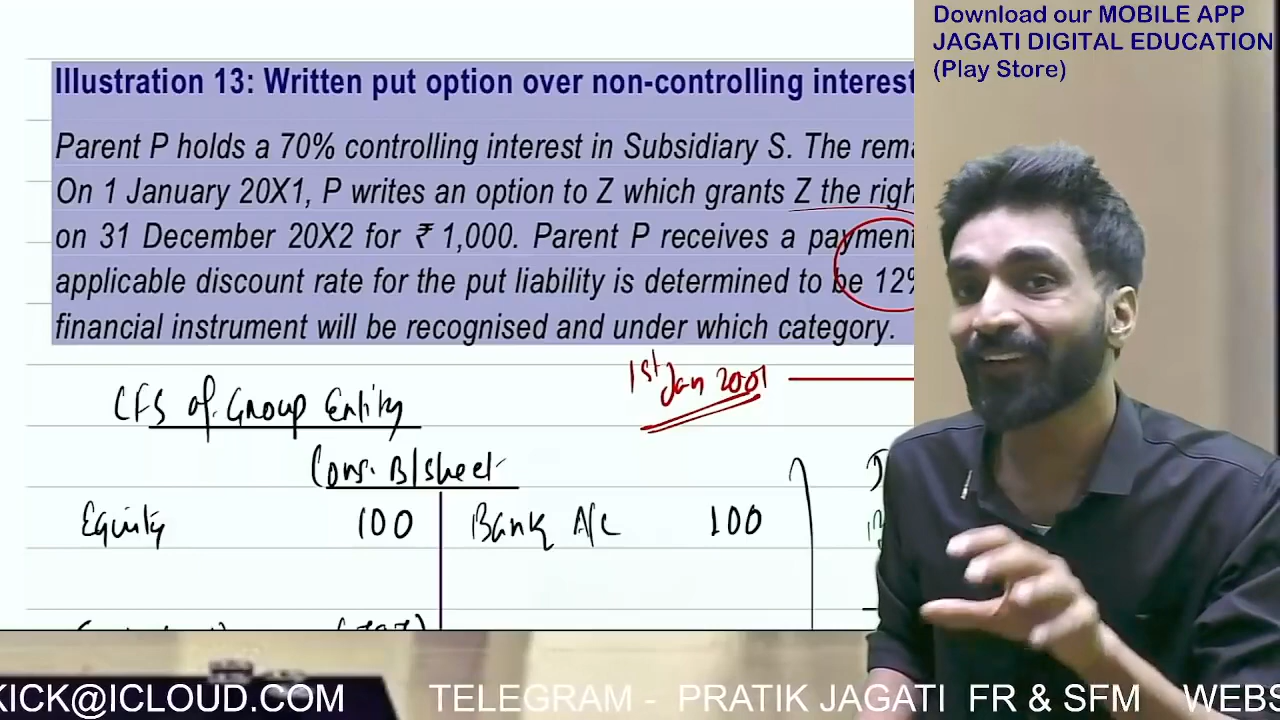 Download our MOBILE APP
JAGATI DIGITAL EDUCATION
(Play Store)
Illustration 13: Written put option over non-controlling interest
Parent P holds a 70% controlling interest in Subsidiary S. The rema
On 1 January 20X1, P writes an option to Z which grants Z the righ
on 31 December 20X2 for ₹ 1,000. Parent P receives a payment
applicable discount rate for the put liability is determined to be 12%
financial instrument will be recognised and under which category.
1st Jan 2001
CFS of Group Entity
Cons. B/sheet
Equity 100 Bank A/c 100
KICK@ICLOUD.COM TELEGRAM - PRATIK JAGATI FR & SFM WEBS